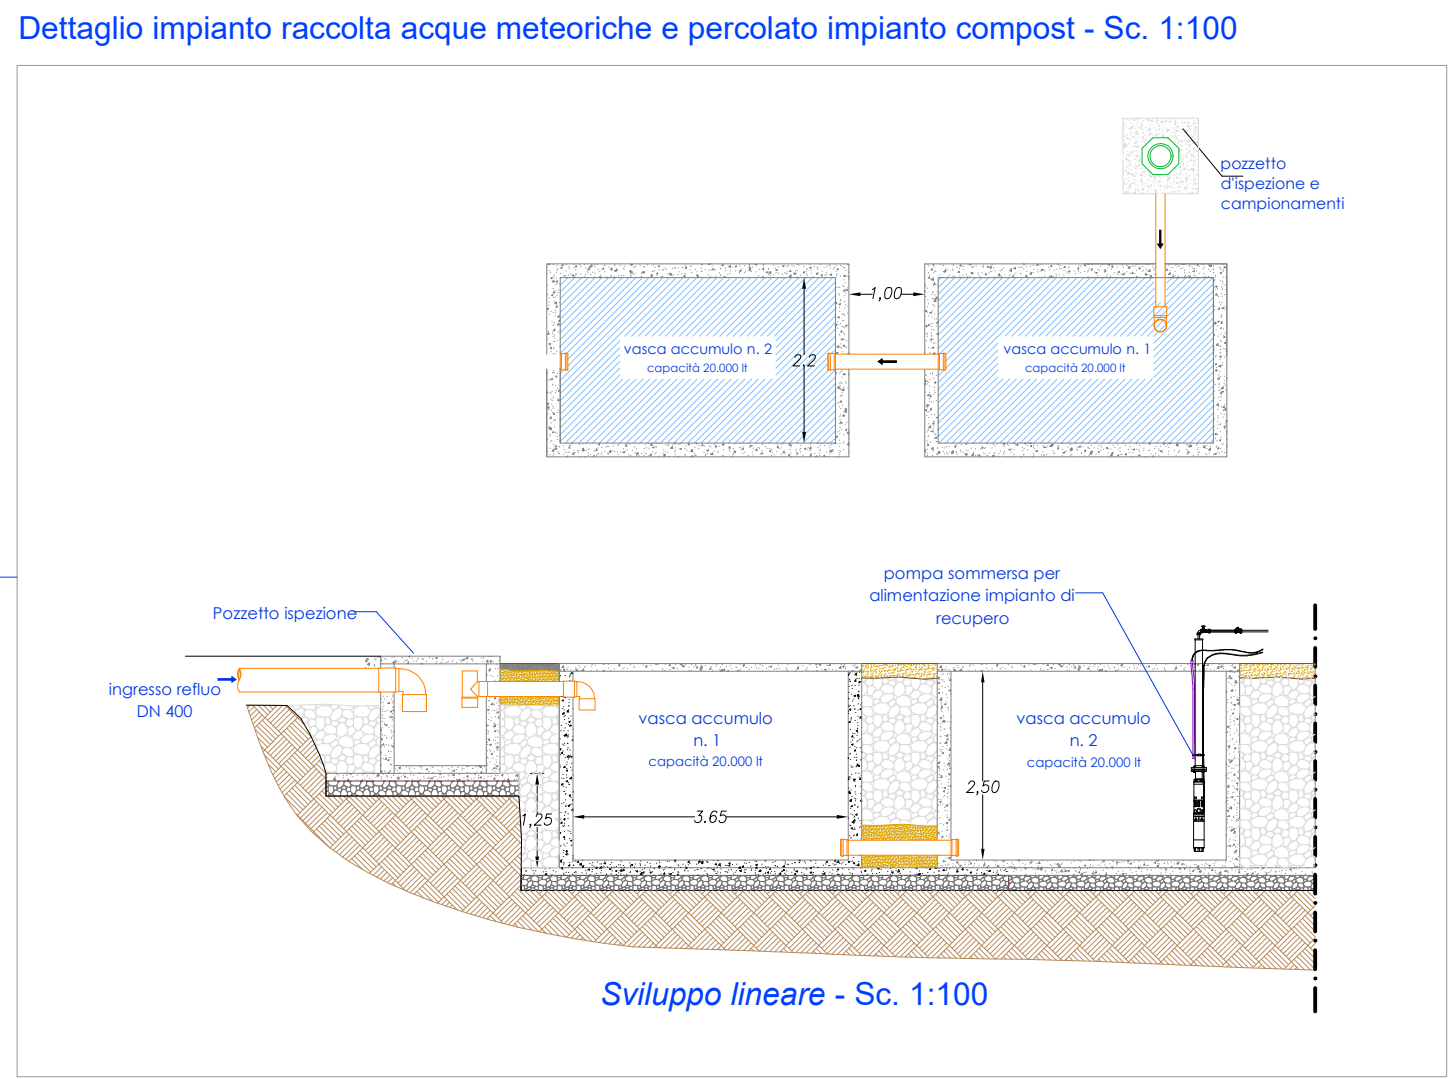 Dettaglio impianto raccolta acque meteoriche e percolato impianto compost - Sc. 1:100
pozzetto
d'ispezione e
campionamenti
1,00
vasca accumulo n. 2
capacità 20.000 lt
2.2
vasca accumulo n. 1
capacità 20.000 lt
pompa sommersa per
alimentazione impianto di
recupero
Pozzetto ispezione
ingresso refluo
DN 400
vasca accumulo
n. 1
capacità 20.000 lt
vasca accumulo
n. 2
capacità 20.000 lt
2,50
3.65
1,25
Sviluppo lineare - Sc. 1:100